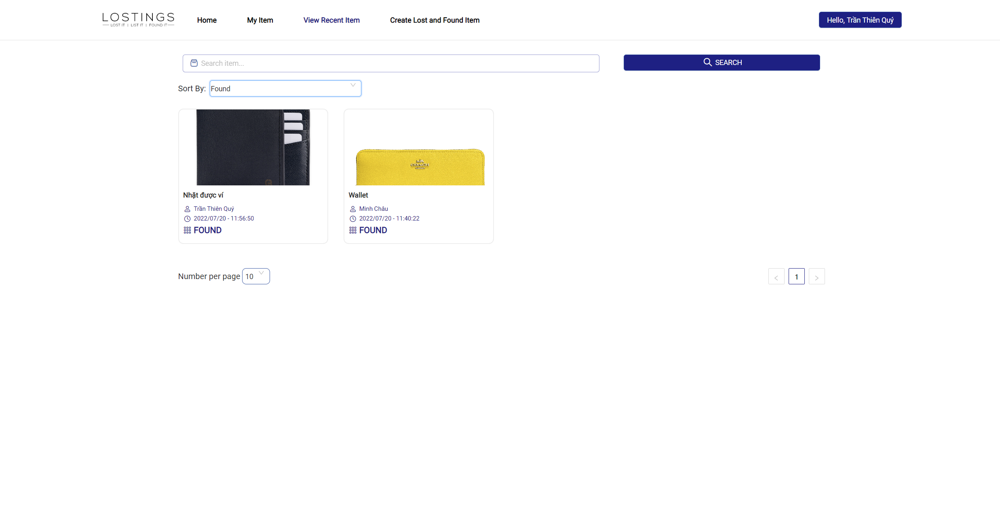 LOSTINGS
LOST IT | LIST IT | FOUND IT
Home
My Item
View Recent Item
Create Lost and Found Item
Hello, Trần Thiên Quý
Search item...
SEARCH
Sort By:
Found
COACH
Nhặt được ví
Trần Thiên Quý
2022/07/20 - 11:56:50
FOUND
Wallet
Minh Châu
2022/07/20 - 11:40:22
FOUND
Number per page
10
<
1
>